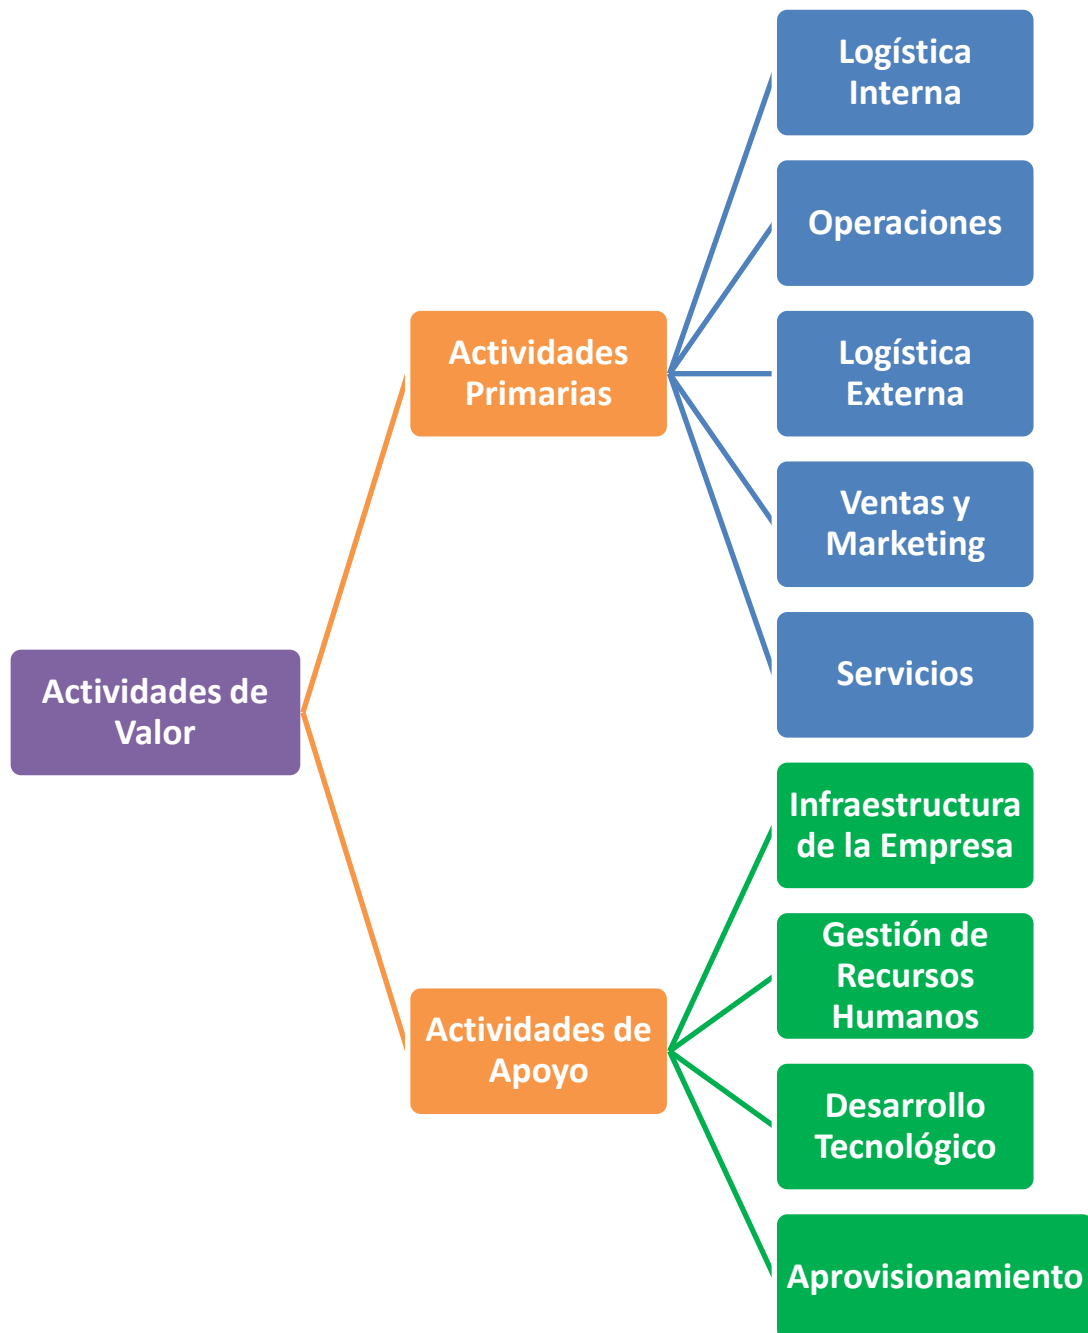 Logística
Interna
Operaciones
Actividades
Primarias
Logística
Externa
Ventas y
Marketing
Servicios
Actividades de
Valor
Infraestructura
de la Empresa
Gestión de
Recursos
Humanos
Actividades de
Apoyo
Desarrollo
Tecnológico
Aprovisionamiento